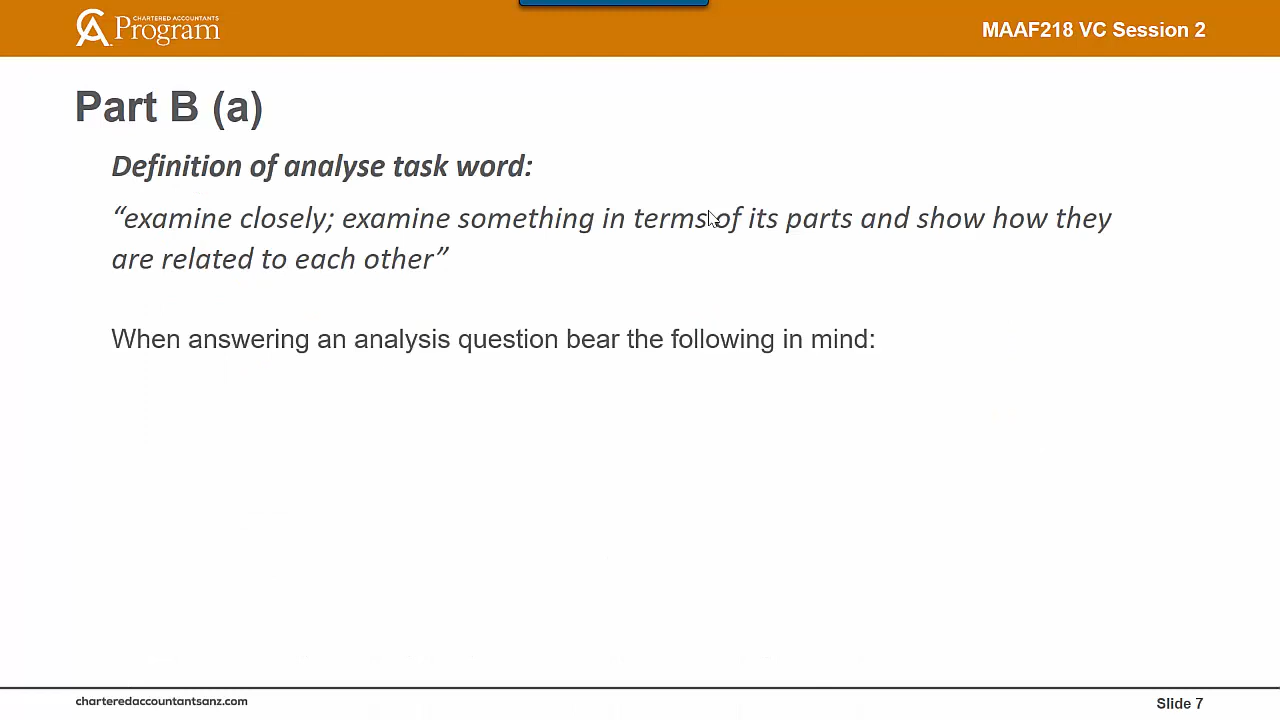 CHARTERED ACCOUNTANTS
CA Program
MAAF218 VC Session 2
Part B (a)
Definition of analyse task word:
“examine closely; examine something in terms of its parts and show how they
are related to each other”
When answering an analysis question bear the following in mind:
charteredaccountantsanz.com
Slide 7